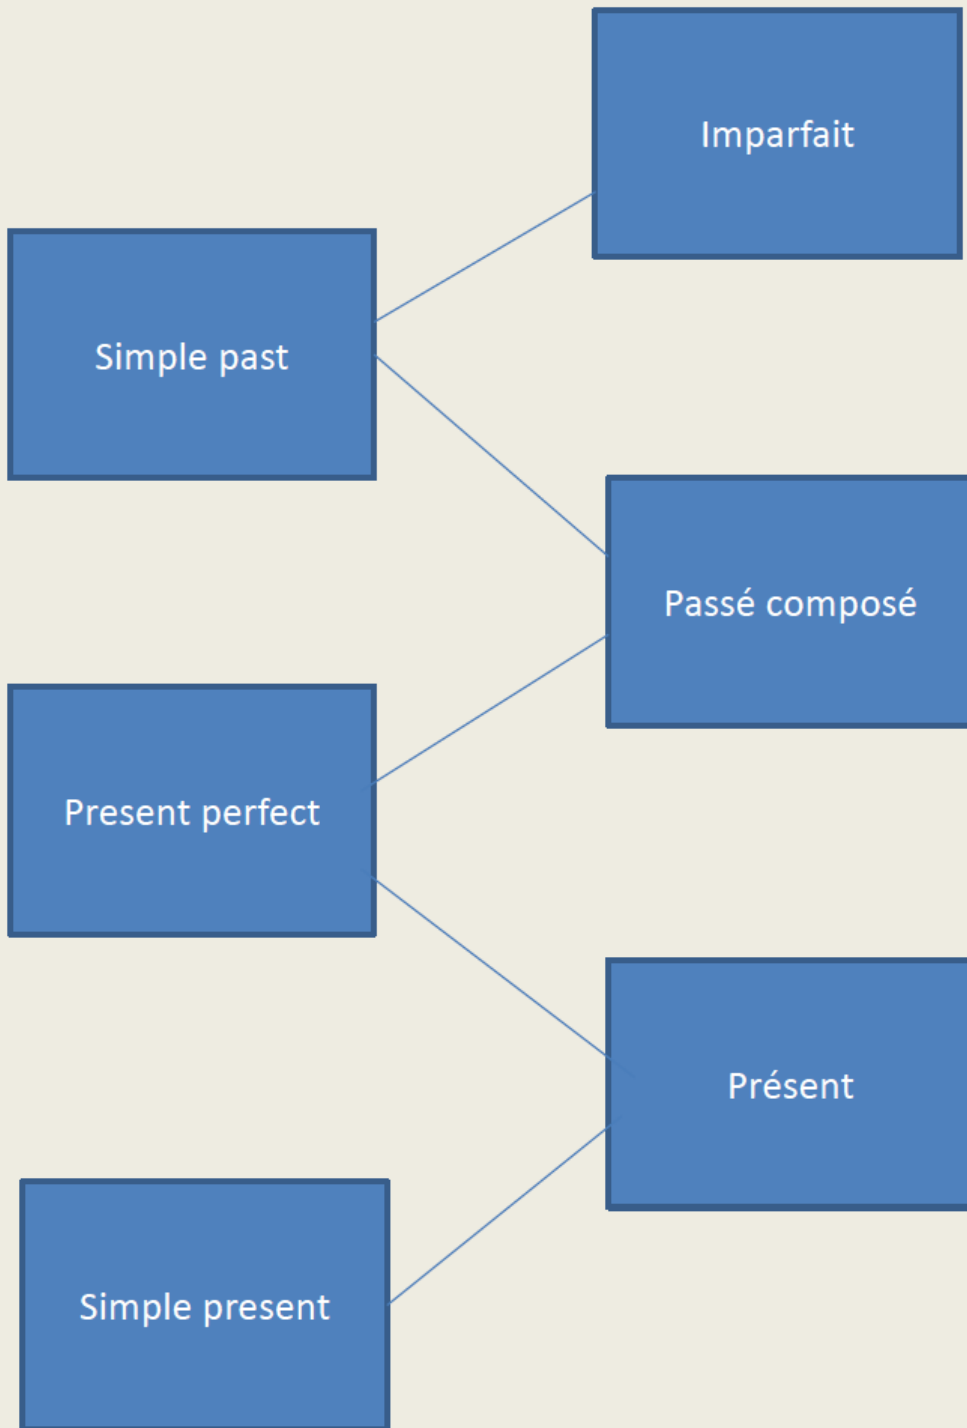 Imparfait
Simple past
Passé composé
Present perfect
Présent
Simple present